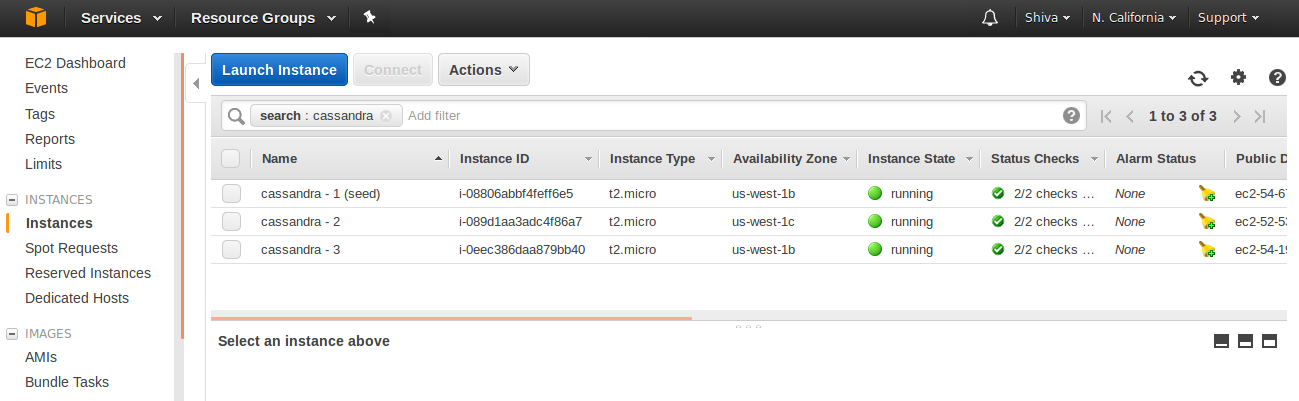 Services Resource Groups Shiva N. California Support
EC2 Dashboard
Events
Tags
Reports
Limits
INSTANCES
Instances
Spot Requests
Reserved Instances
Dedicated Hosts
IMAGES
AMIs
Bundle Tasks
Launch Instance Connect Actions
search : cassandra Add filter 1 to 3 of 3
Name Instance ID Instance Type Availability Zone Instance State Status Checks Alarm Status Public D
cassandra - 1 (seed) i-08806abbf4feff6e5 t2.micro us-west-1b running 2/2 checks ... None ec2-54-67
cassandra - 2 i-089d1aa3adc4f86a7 t2.micro us-west-1c running 2/2 checks ... None ec2-52-53
cassandra - 3 i-0eec386daa879bb40 t2.micro us-west-1b running 2/2 checks ... None ec2-54-19
Select an instance above